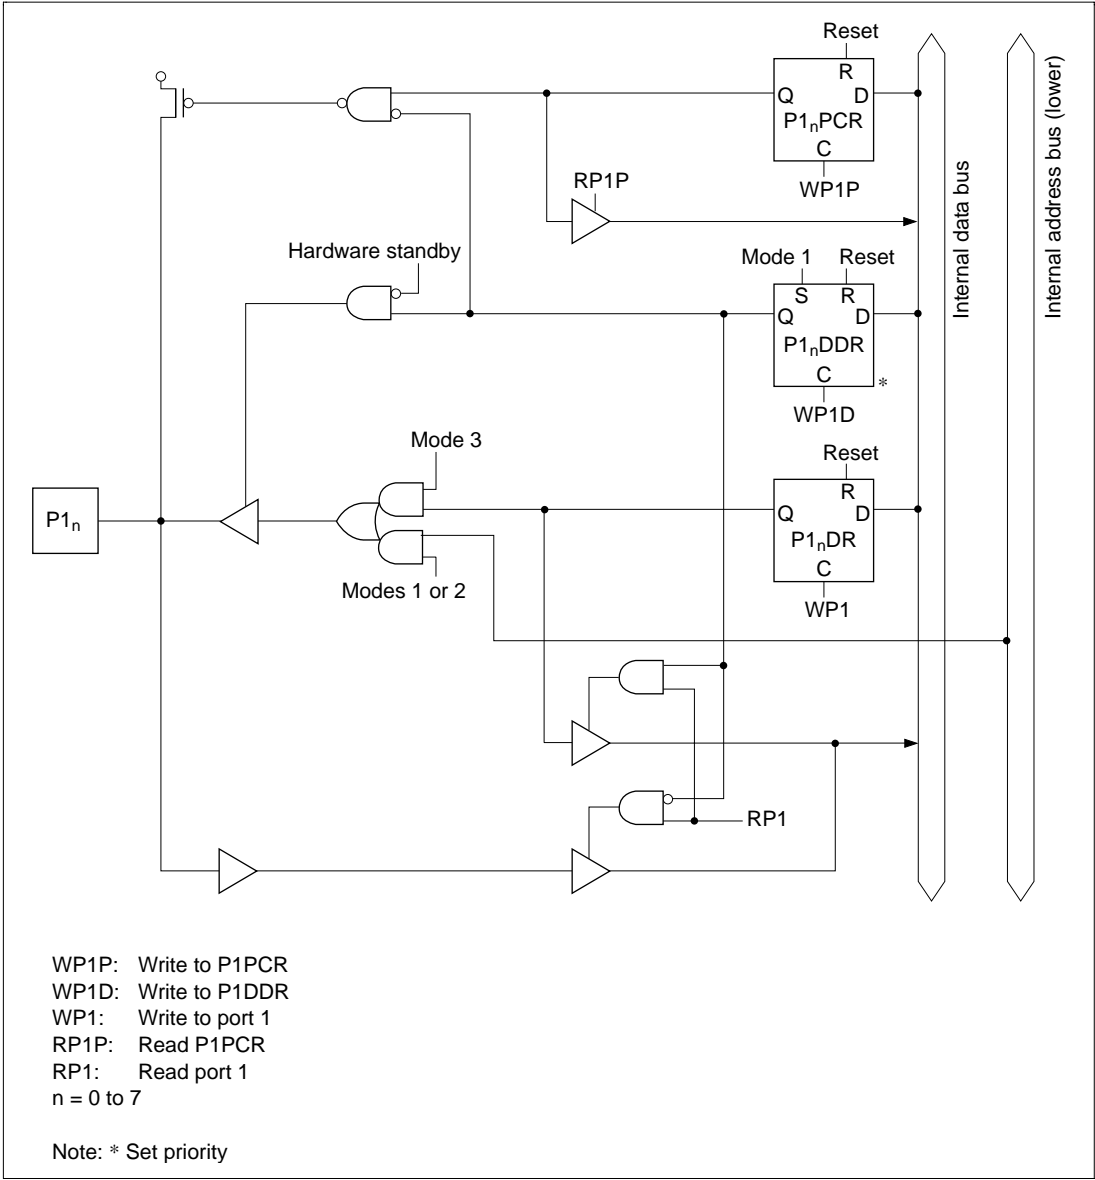 Reset
R
Q D
P1nPCR
C
WP1P
RP1P
Hardware standby
Mode 1 Reset
S R
Q D
P1nDDR
C
*
WP1D
Mode 3
Reset
R
Q D
P1nDR
C
WP1
P1n
Modes 1 or 2
RP1
Internal data bus
Internal address bus (lower)
WP1P: Write to P1PCR
WP1D: Write to P1DDR
WP1: Write to port 1
RP1P: Read P1PCR
RP1: Read port 1
n = 0 to 7
Note: * Set priority